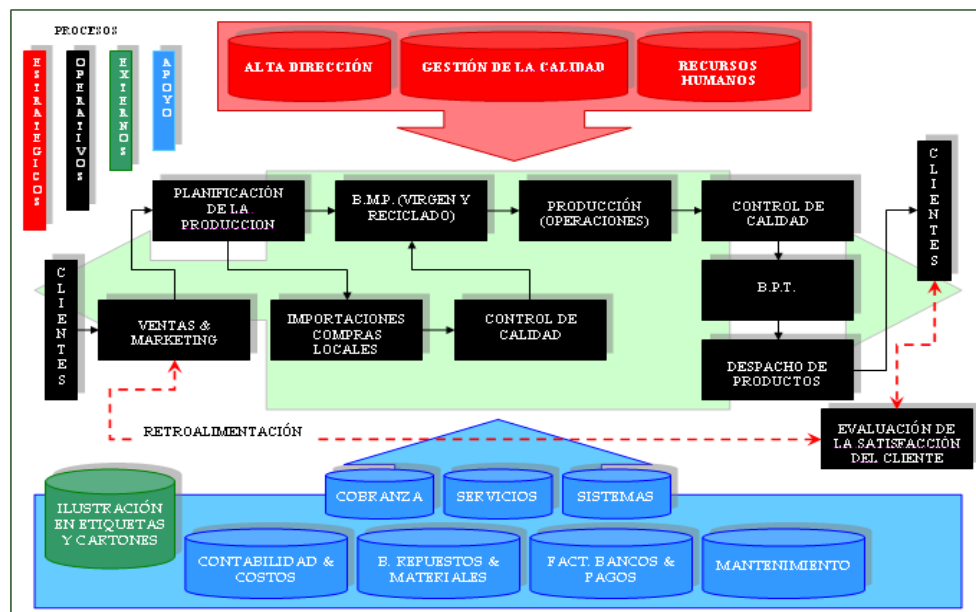 PROCESOS
ESTRATEGICOS
OPERATIVOS
EXTERNOS
APOYO
ALTA DIRECCIÓN
GESTIÓN DE LA CALIDAD
RECURSOS
HUMANOS
CLIENTES
PLANIFICACIÓN
DE LA
PRODUCCION
B.M.P. (VIRGEN Y
RECICLADO)
PRODUCCIÓN
(OPERACIONES)
CONTROL DE
CALIDAD
CLIENTES
VENTAS &
MARKETING
IMPORTACIONES
COMPRAS
LOCALES
CONTROL DE
CALIDAD
B.P.T.
DESPACHO DE
PRODUCTOS
RETROALIMENTACIÓN
EVALUACIÓN DE
LA SATISFACCIÓN
DEL CLIENTE
ILUSTRACIÓN
EN ETIQUETAS
Y CARTONES
COBRANZA
SERVICIOS
SISTEMAS
CONTABILIDAD &
COSTOS
B. REPUESTOS &
MATERIALES
FACT. BANCOS &
PAGOS
MANTENIMIENTO